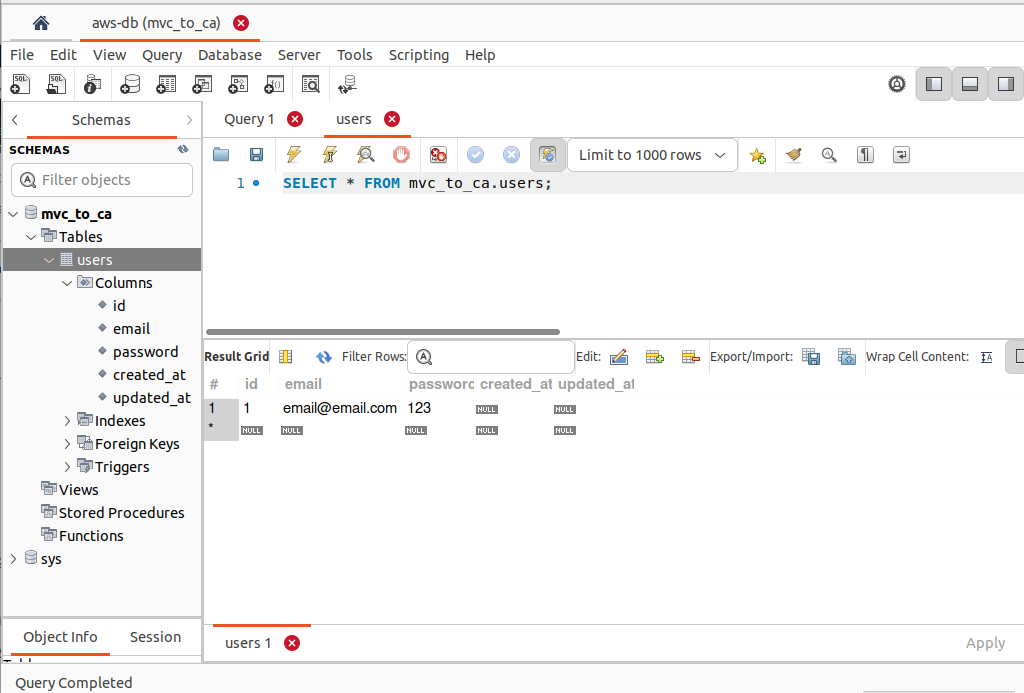 aws-db (mvc_to_ca)
File Edit View Query Database Server Tools Scripting Help
Schemas
Query 1 users
SCHEMAS
Filter objects
Limit to 1000 rows
1 SELECT * FROM mvc_to_ca.users;
mvc_to_ca
Tables
users
Columns
id
email
password
created_at
updated_at
Indexes
Foreign Keys
Triggers
Views
Stored Procedures
Functions
sys
Result Grid Filter Rows: Edit: Export/Import: Wrap Cell Content:
# id email password created_at updated_at
1 1 email@email.com 123 NULL NULL
* NULL NULL NULL NULL NULL
users 1 Apply
Object Info Session
Query Completed